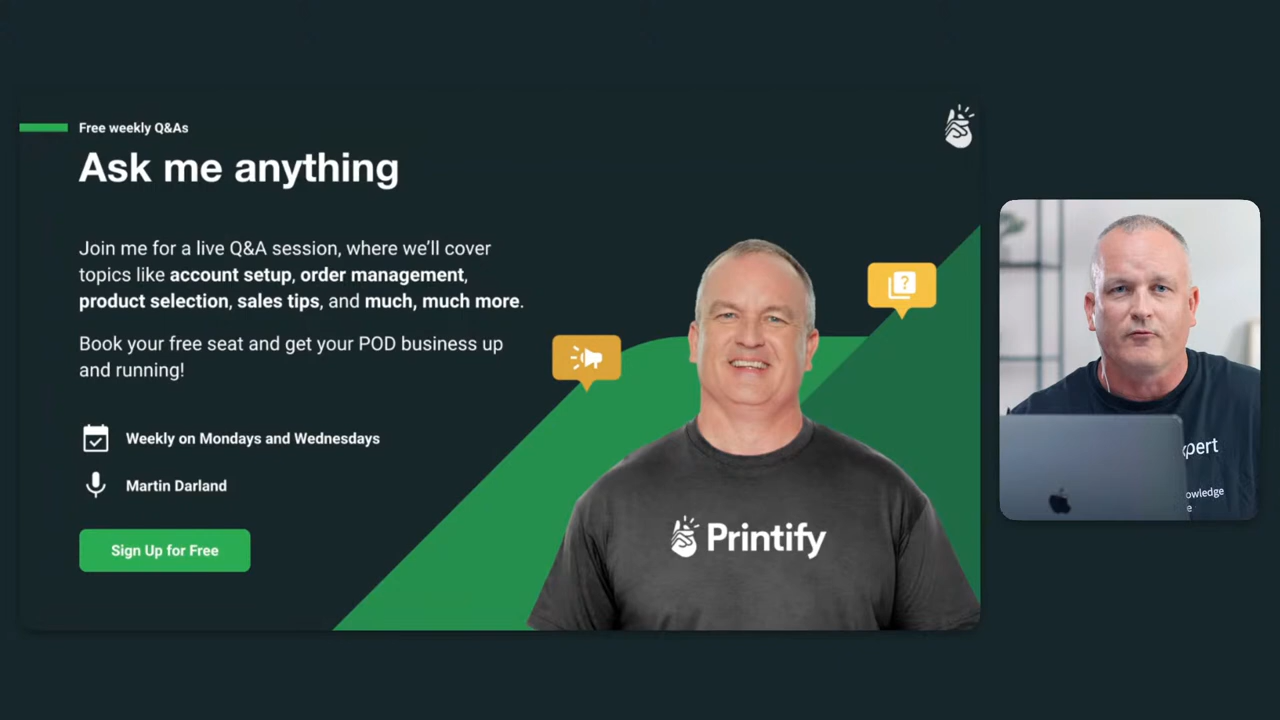 Free weekly Q&As
Ask me anything
Join me for a live Q&A session, where we’ll cover
topics like account setup, order management,
product selection, sales tips, and much, much more.
Book your free seat and get your POD business up
and running!
Weekly on Mondays and Wednesdays
Martin Darland
Sign Up for Free
Printify